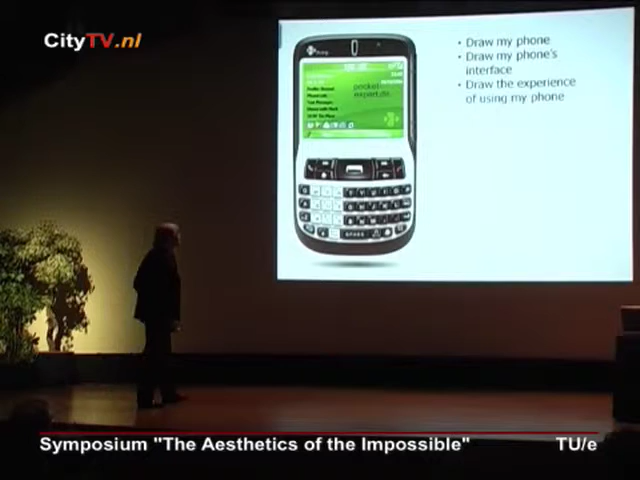 CityTV.nl
• Draw my phone
• Draw my phone's
interface
• Draw the experience
of using my phone
pocket
expert.de
Symposium "The Aesthetics of the Impossible"
TU/e